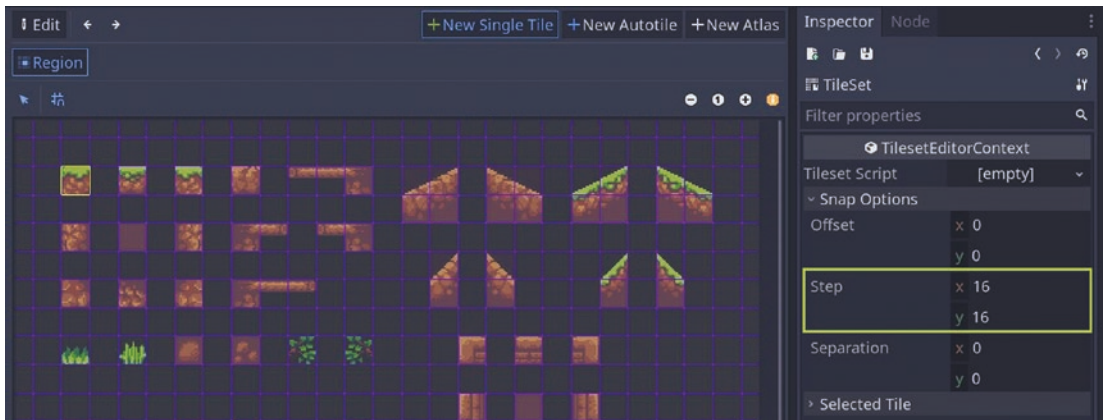 Edit
+New Single Tile +New Autotile +New Atlas
Inspector Node
Region
TileSet
Filter properties
TilesetEditorContext
Tileset Script [empty]
Snap Options
Offset x 0
y 0
Step x 16
y 16
Separation x 0
y 0
> Selected Tile